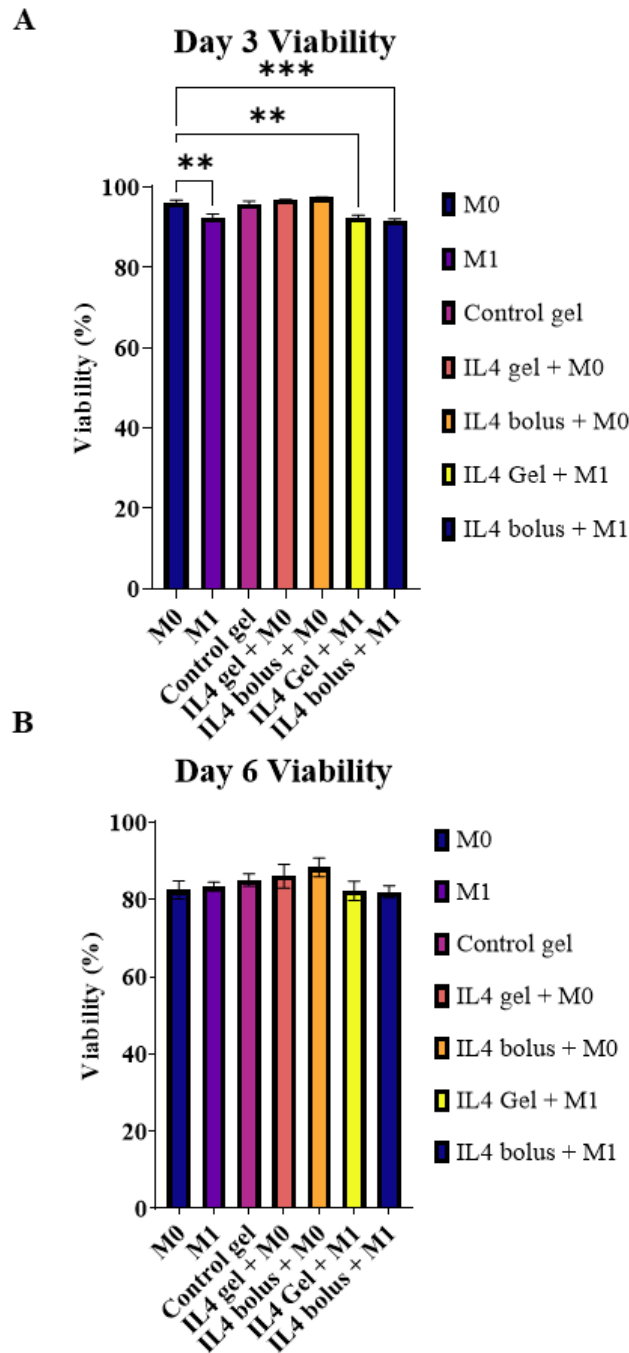 A
Day 3 Viability
***
**
**
100
80
60
40
20
0
Viability (%)
M0
M1
Control gel
IL4 gel + M0
IL4 bolus + M0
IL4 Gel + M1
IL4 bolus + M1
M0
M1
Control gel
IL4 gel + M0
IL4 bolus + M0
IL4 Gel + M1
IL4 bolus + M1
B
Day 6 Viability
100
80
60
40
20
0
Viability (%)
M0
M1
Control gel
IL4 gel + M0
IL4 bolus + M0
IL4 Gel + M1
IL4 bolus + M1
M0
M1
Control gel
IL4 gel + M0
IL4 bolus + M0
IL4 Gel + M1
IL4 bolus + M1